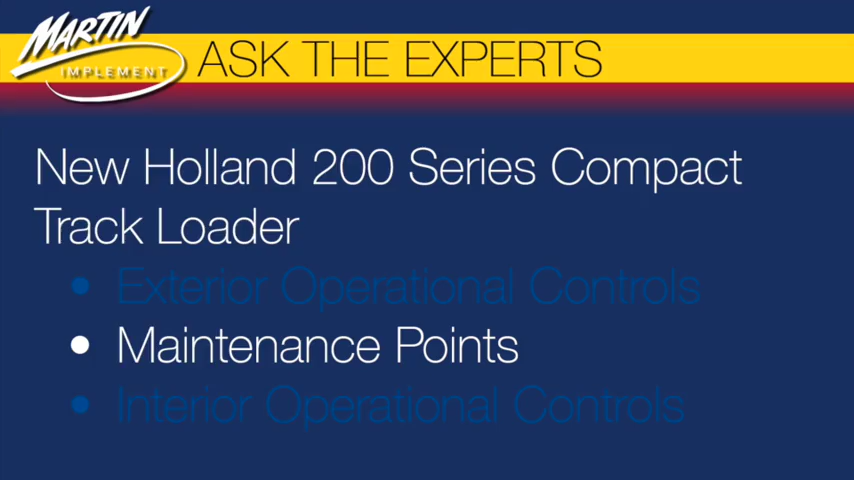 MARTIN
IMPLEMENT
ASK THE EXPERTS
New Holland 200 Series Compact
Track Loader
• Exterior Operational Controls
• Maintenance Points
• Interior Operational Controls